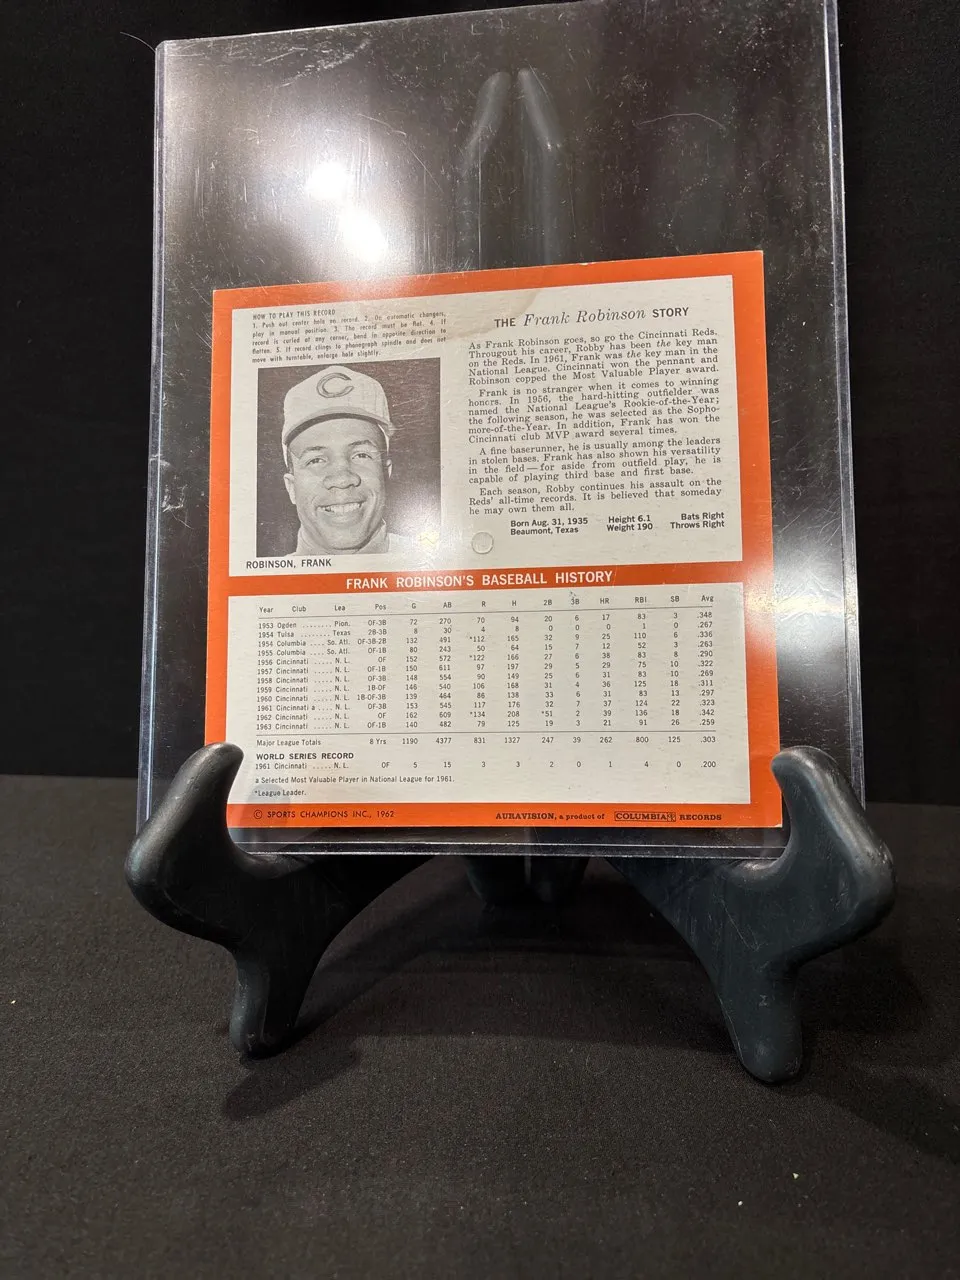 HOW TO PLAY THIS RECORD
1. Push out center hole on record. 2. On automatic changers,
play in manual position. 3. The record must be flat. 4. If
record is curled at any corner, bend in opposite direction to
flatten. 5. If record clings to phonograph spindle and does not
move with turntable, enlarge hole slightly.
ROBINSON, FRANK
THE Frank Robinson STORY
As Frank Robinson goes, so go the Cincinnati Reds.
Througout his career, Robby has been the key man
on the Reds. In 1961, Frank was the key man in the
National League. Cincinnati won the pennant and
Robinson copped the Most Valuable Player award.
Frank is no stranger when it comes to winning
honors. In 1956, the hard-hitting outfielder was
named the National League's Rookie-of-the-Year;
the following season, he was selected as the Sopho-
more-of-the-Year. In addition, Frank has won the
Cincinnati club MVP award several times.
A fine baserunner, he is usually among the leaders
in stolen bases. Frank has also shown his versatility
in the field — for aside from outfield play, he is
capable of playing third base and first base.
Each season, Robby continues his assault on the
Reds' all-time records. It is believed that someday
he may own them all.
Born Aug. 31, 1935 Height 6.1 Bats Right
Beaumont, Texas Weight 190 Throws Right
FRANK ROBINSON'S BASEBALL HISTORY
Year Club Lea Pos G AB R H 2B 3B HR RBI SB Avg
1953 Ogden ........ Pion. OF-3B 72 270 70 94 20 6 17 83 3 .348
1954 Tulsa ........ Texas 2B-3B 8 30 4 8 0 0 0 1 0 .267
1954 Columbia .... So. Atl. OF-3B-2B 132 491 *112 165 32 9 25 110 6 .336
1955 Columbia .... So. Atl. OF-1B 80 243 50 64 15 7 12 52 3 .263
1956 Cincinnati ..... N. L. OF 152 572 *122 166 27 6 38 83 8 .290
1957 Cincinnati ..... N. L. OF-1B 150 611 97 197 29 5 29 75 10 .322
1958 Cincinnati ..... N. L. OF-3B 148 554 90 149 25 6 31 83 10 .269
1959 Cincinnati ..... N. L. 1B-OF 146 540 106 168 31 4 36 125 18 .311
1960 Cincinnati ..... N. L. 1B-OF-3B 139 464 86 138 33 6 31 83 13 .297
1961 Cincinnati a .... N. L. OF-3B 153 545 117 176 32 7 37 124 22 .323
1962 Cincinnati ..... N. L. OF 162 609 *134 208 *51 2 39 136 18 .342
1963 Cincinnati ..... N. L. OF-1B 140 482 79 125 19 3 21 91 26 .259
Major League Totals 8 Yrs 1190 4377 831 1327 247 39 262 .800 125 .303
WORLD SERIES RECORD
1961 Cincinnati ..... N. L. OF 5 15 3 3 2 0 1 4 0 .200
a Selected Most Valuable Player in National League for 1961.
*League Leader.
© SPORTS CHAMPIONS INC., 1962 AURAVISION, a product of COLUMBIA RECORDS